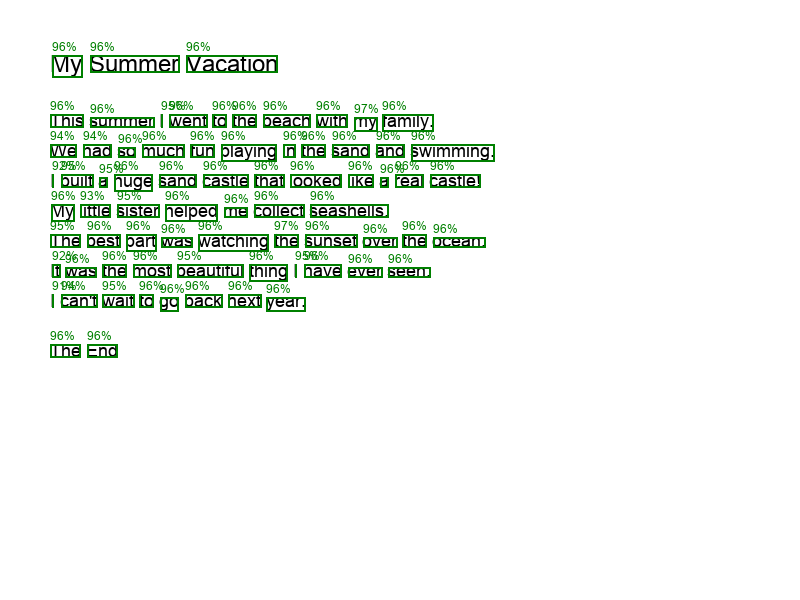 96% 96% 96%
My Summer Vacation
96% 96% 95% 96% 96% 96% 96% 96% 97% 96%
This summer I went to the beach with my family.
94% 94% 96% 96% 96% 96% 96% 96% 96% 96% 96%
We had so much fun playing in the sand and swimming.
92% 95% 95% 96% 96% 96% 96% 96% 96% 96% 96% 96%
I built a huge sand castle that looked like a real castle!
96% 93% 95% 96% 96% 96% 96%
My little sister helped me collect seashells.
95% 96% 96% 96% 96% 97% 96% 96% 96% 96%
The best part was watching the sunset over the ocean.
92% 96% 96% 96% 95% 96% 95% 96% 96% 96%
It was the most beautiful thing I have ever seen.
91% 94% 95% 96% 96% 96% 96% 96%
I can't wait to go back next year.
96% 96%
The End